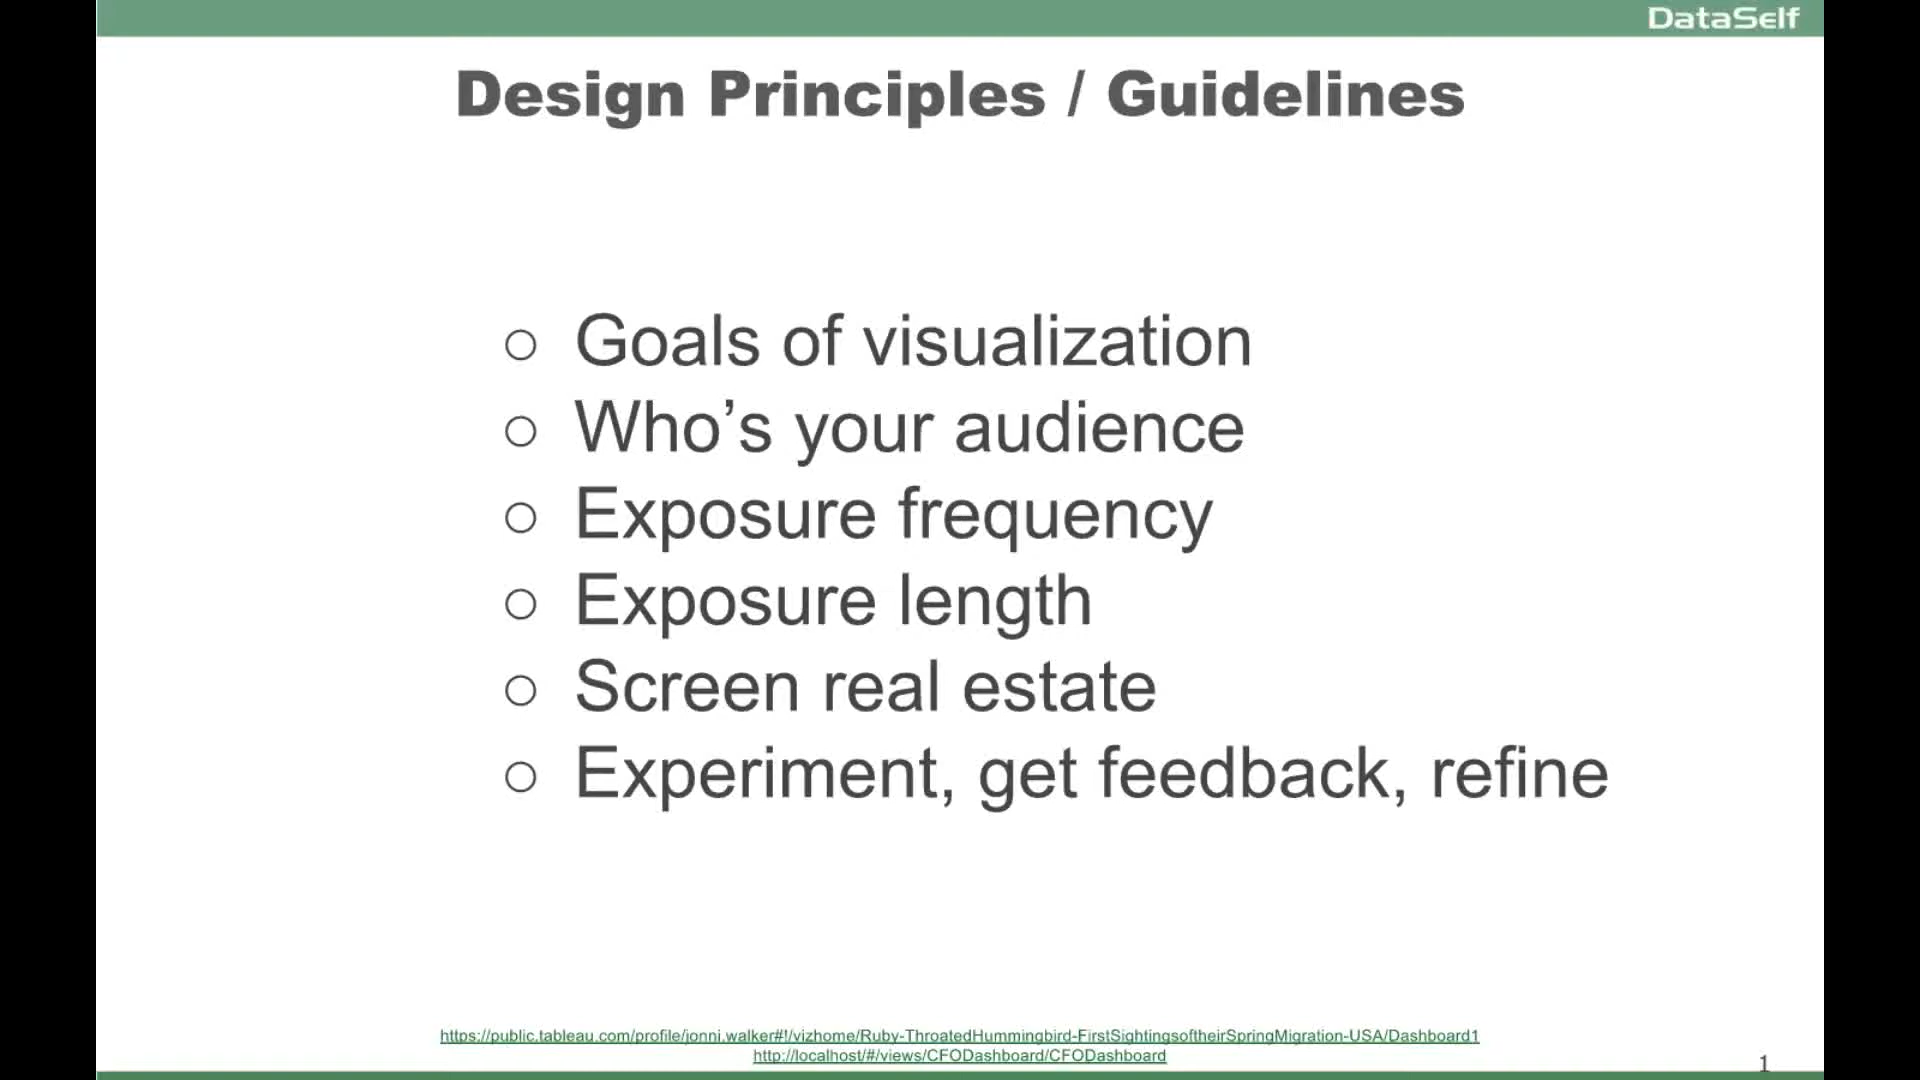 DataSelf
Design Principles / Guidelines
○ Goals of visualization
○ Who’s your audience
○ Exposure frequency
○ Exposure length
○ Screen real estate
○ Experiment, get feedback, refine
https://public.tableau.com/profile/jonni.walker#!/vizhome/Ruby-ThroatedHummingbird-FirstSightingsoftheirSpringMigration-USA/Dashboard1
http://localhost/#/views/CFODashboard/CFODashboard
1